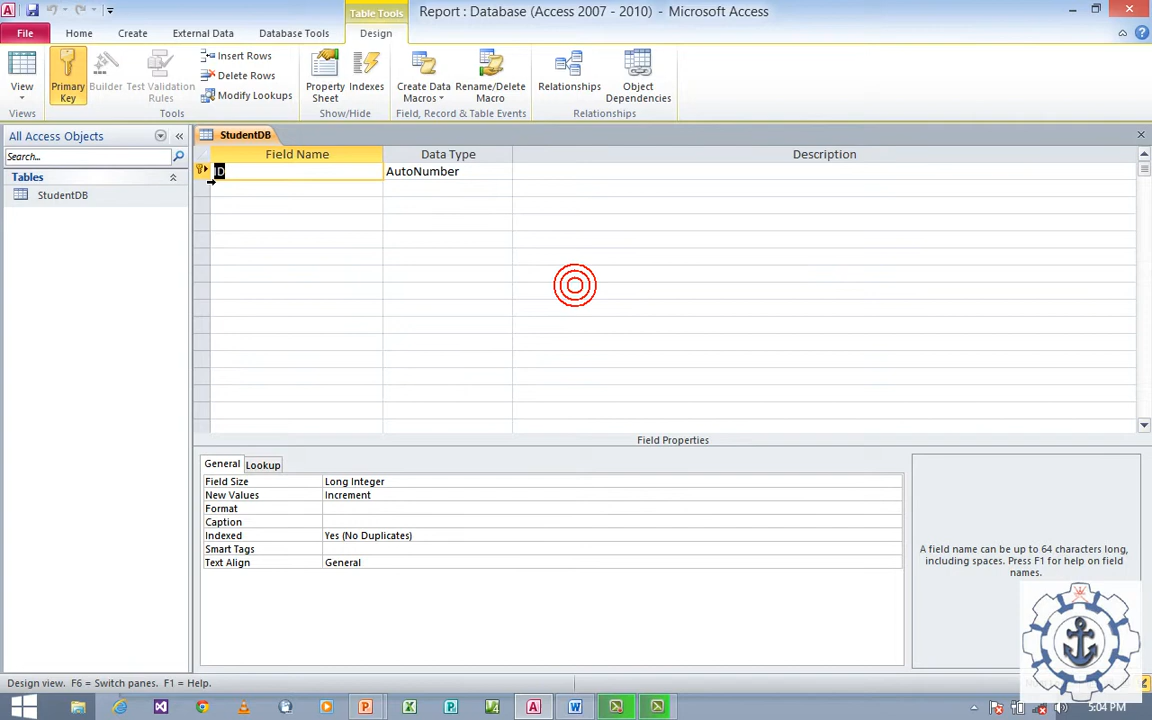 Table Tools
Report : Database (Access 2007 - 2010) - Microsoft Access
File
Home
Create
External Data
Database Tools
Design
View
Primary
Key
Builder
Test Validation
Rules
Insert Rows
Delete Rows
Modify Lookups
Property
Sheet
Indexes
Create Data
Macros
Rename/Delete
Macro
Relationships
Object
Dependencies
Views
Tools
Show/Hide
Field, Record & Table Events
Relationships
All Access Objects
Search...
Tables
StudentDB
StudentDB
Field Name
Data Type
Description
ID
AutoNumber
Field Properties
General
Lookup
Field Size
Long Integer
New Values
Increment
Format
Caption
Indexed
Yes (No Duplicates)
Smart Tags
Text Align
General
A field name can be up to 64 characters long,
including spaces. Press F1 for help on field
names.
Design view. F6 = Switch panes. F1 = Help.
5:04 PM